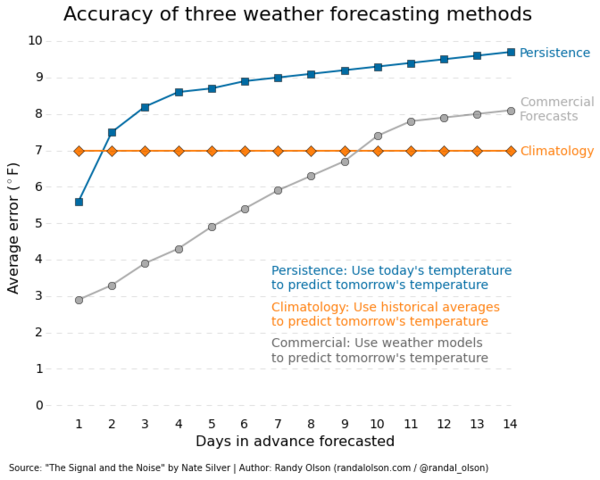 Accuracy of three weather forecasting methods
10
9
8
7
6
5
4
3
2
1
0
Average error (°F)
Persistence
Commercial
Forecasts
Climatology
Persistence: Use today's tempterature
to predict tomorrow's temperature
Climatology: Use historical averages
to predict tomorrow's temperature
Commercial: Use weather models
to predict tomorrow's temperature
1 2 3 4 5 6 7 8 9 10 11 12 13 14
Days in advance forecasted
Source: "The Signal and the Noise" by Nate Silver | Author: Randy Olson (randalolson.com / @randal_olson)